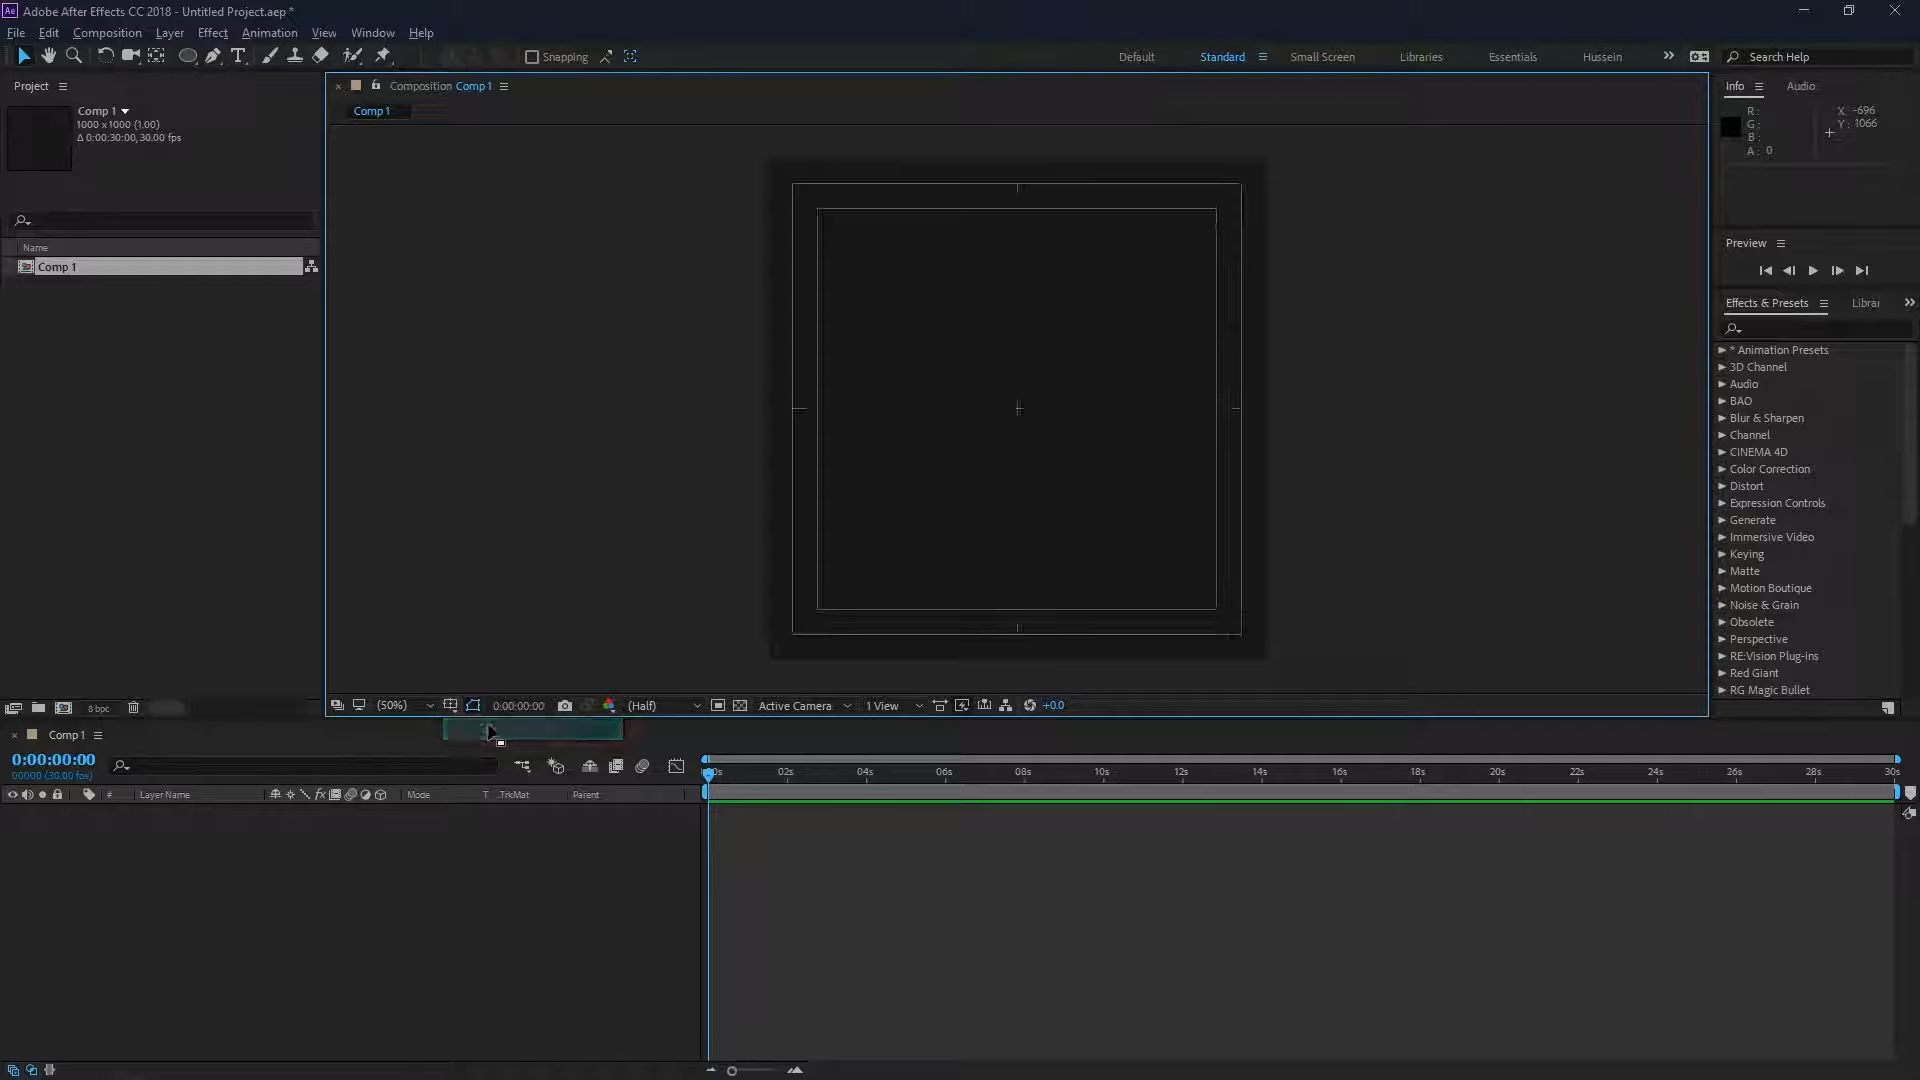 Ae Adobe After Effects CC 2018 - Untitled Project.aep *
File Edit Composition Layer Effect Animation View Window Help
T Snapping Default Standard Small Screen Libraries Essentials Hussein Search Help
Project
Comp 1
1000 x 1000 (1.00)
Δ 0:00:30:00, 30.00 fps
Name
Comp 1
8 bpc
× Composition Comp 1
Comp 1
(50%) 0:00:00:00 (Half) Active Camera 1 View +0.0
Info Audio
R :
G :
B :
A : 0
X : -696
Y : 1066
Preview
Effects & Presets Librar
* Animation Presets
3D Channel
Audio
BAO
Blur & Sharpen
Channel
CINEMA 4D
Color Correction
Distort
Expression Controls
Generate
Immersive Video
Keying
Matte
Motion Boutique
Noise & Grain
Obsolete
Perspective
RE:Vision Plug-ins
Red Giant
RG Magic Bullet
× Comp 1
0:00:00:00
00000 (30.00 fps)
# Layer Name fx Mode T .TrkMat Parent
0s 02s 04s 06s 08s 10s 12s 14s 16s 18s 20s 22s 24s 26s 28s 30s